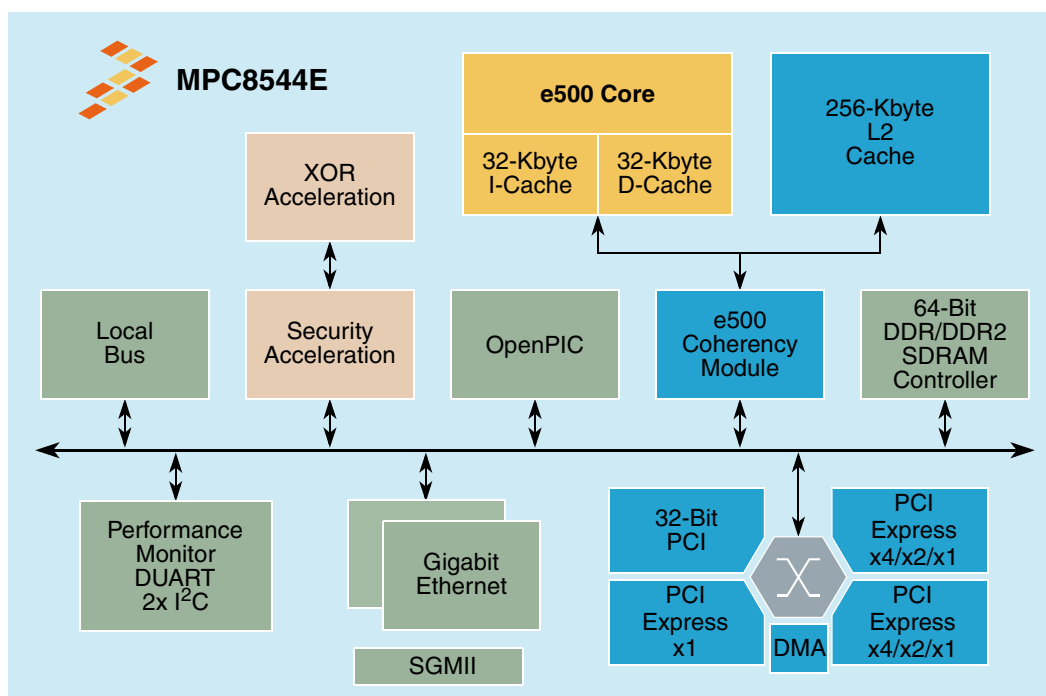 MPC8544E
e500 Core
32-Kbyte
I-Cache
32-Kbyte
D-Cache
256-Kbyte
L2
Cache
XOR
Acceleration
Local
Bus
Security
Acceleration
OpenPIC
e500
Coherency
Module
64-Bit
DDR/DDR2
SDRAM
Controller
Performance
Monitor
DUART
2x I²C
Gigabit
Ethernet
SGMII
32-Bit
PCI
PCI
Express
x4/x2/x1
PCI
Express
x1
DMA
PCI
Express
x4/x2/x1